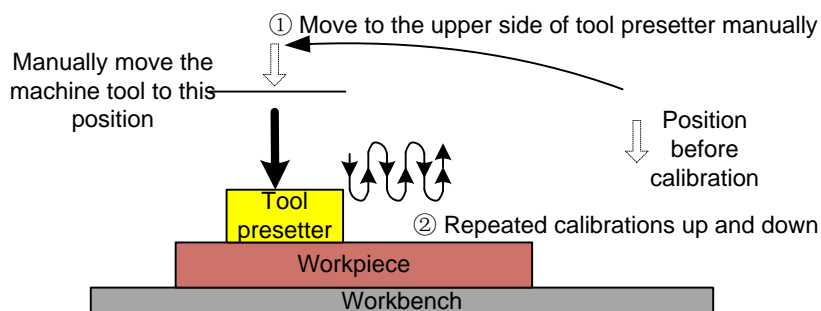 ① Move to the upper side of tool presetter manually
Manually move the
machine tool to this
position
Position
before
calibration
Tool
presetter
② Repeated calibrations up and down
Workpiece
Workbench